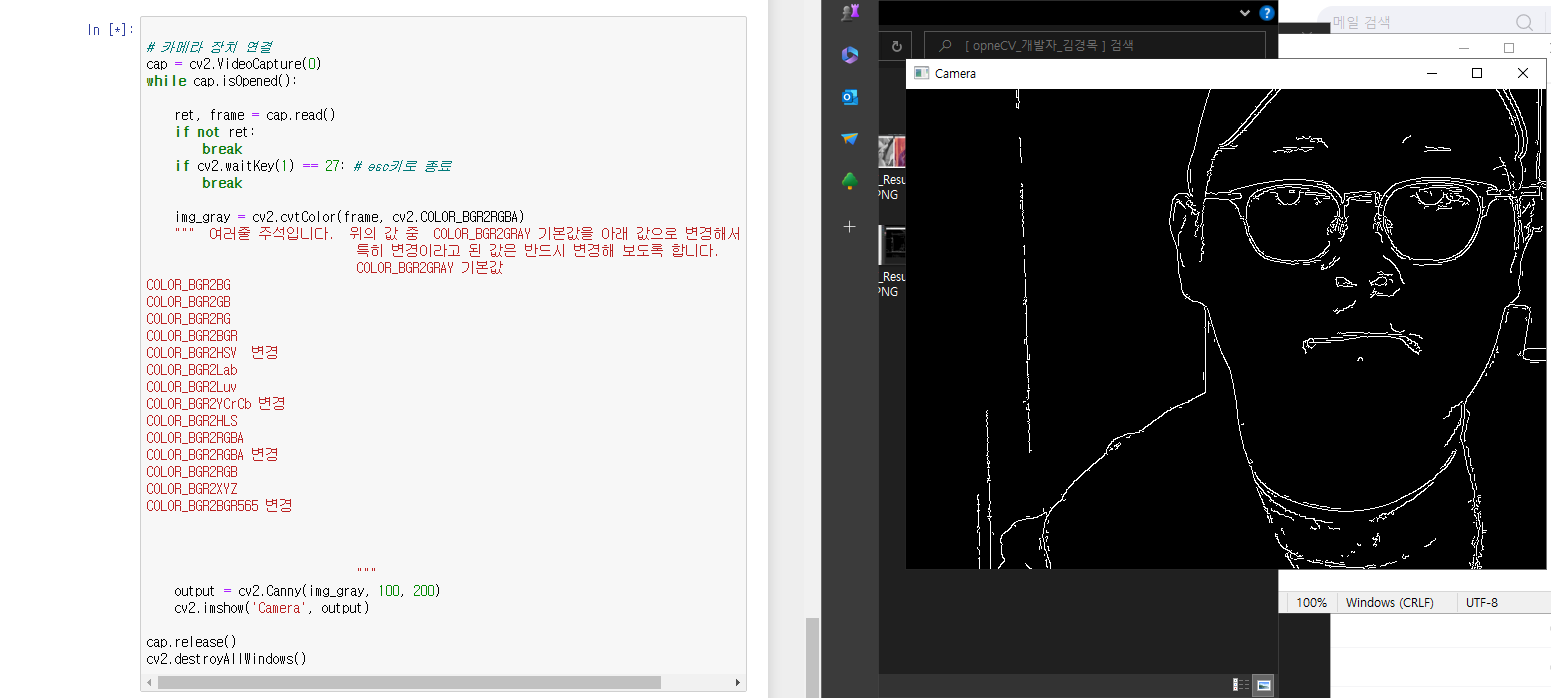 In [*]:
# 카메라 장치 연결
cap = cv2.VideoCapture(0)
while cap.isOpened():
ret, frame = cap.read()
if not ret:
break
if cv2.waitKey(1) == 27: # esc키로 종료
break
img_gray = cv2.cvtColor(frame, cv2.COLOR_BGR2RGBA)
""" 여러줄 주석입니다. 위의 값 중 COLOR_BGR2GRAY 기본값을 아래 값으로 변경해서
특히 변경이라고 된 값은 반드시 변경해 보도록 합니다.
COLOR_BGR2GRAY 기본값
COLOR_BGR2BG
COLOR_BGR2GB
COLOR_BGR2RG
COLOR_BGR2BGR
COLOR_BGR2HSV 변경
COLOR_BGR2Lab
COLOR_BGR2Luv
COLOR_BGR2YCrCb 변경
COLOR_BGR2HLS
COLOR_BGR2RGBA
COLOR_BGR2RGBA 변경
COLOR_BGR2RGB
COLOR_BGR2XYZ
COLOR_BGR2BGR565 변경
"""
output = cv2.Canny(img_gray, 100, 200)
cv2.imshow('Camera', output)
cap.release()
cv2.destroyAllWindows()
메일 검색
[ opneCV_개발자_김경목 ] 검색
Camera
_Resu
PNG
_Resu
PNG
100% Windows (CRLF) UTF-8